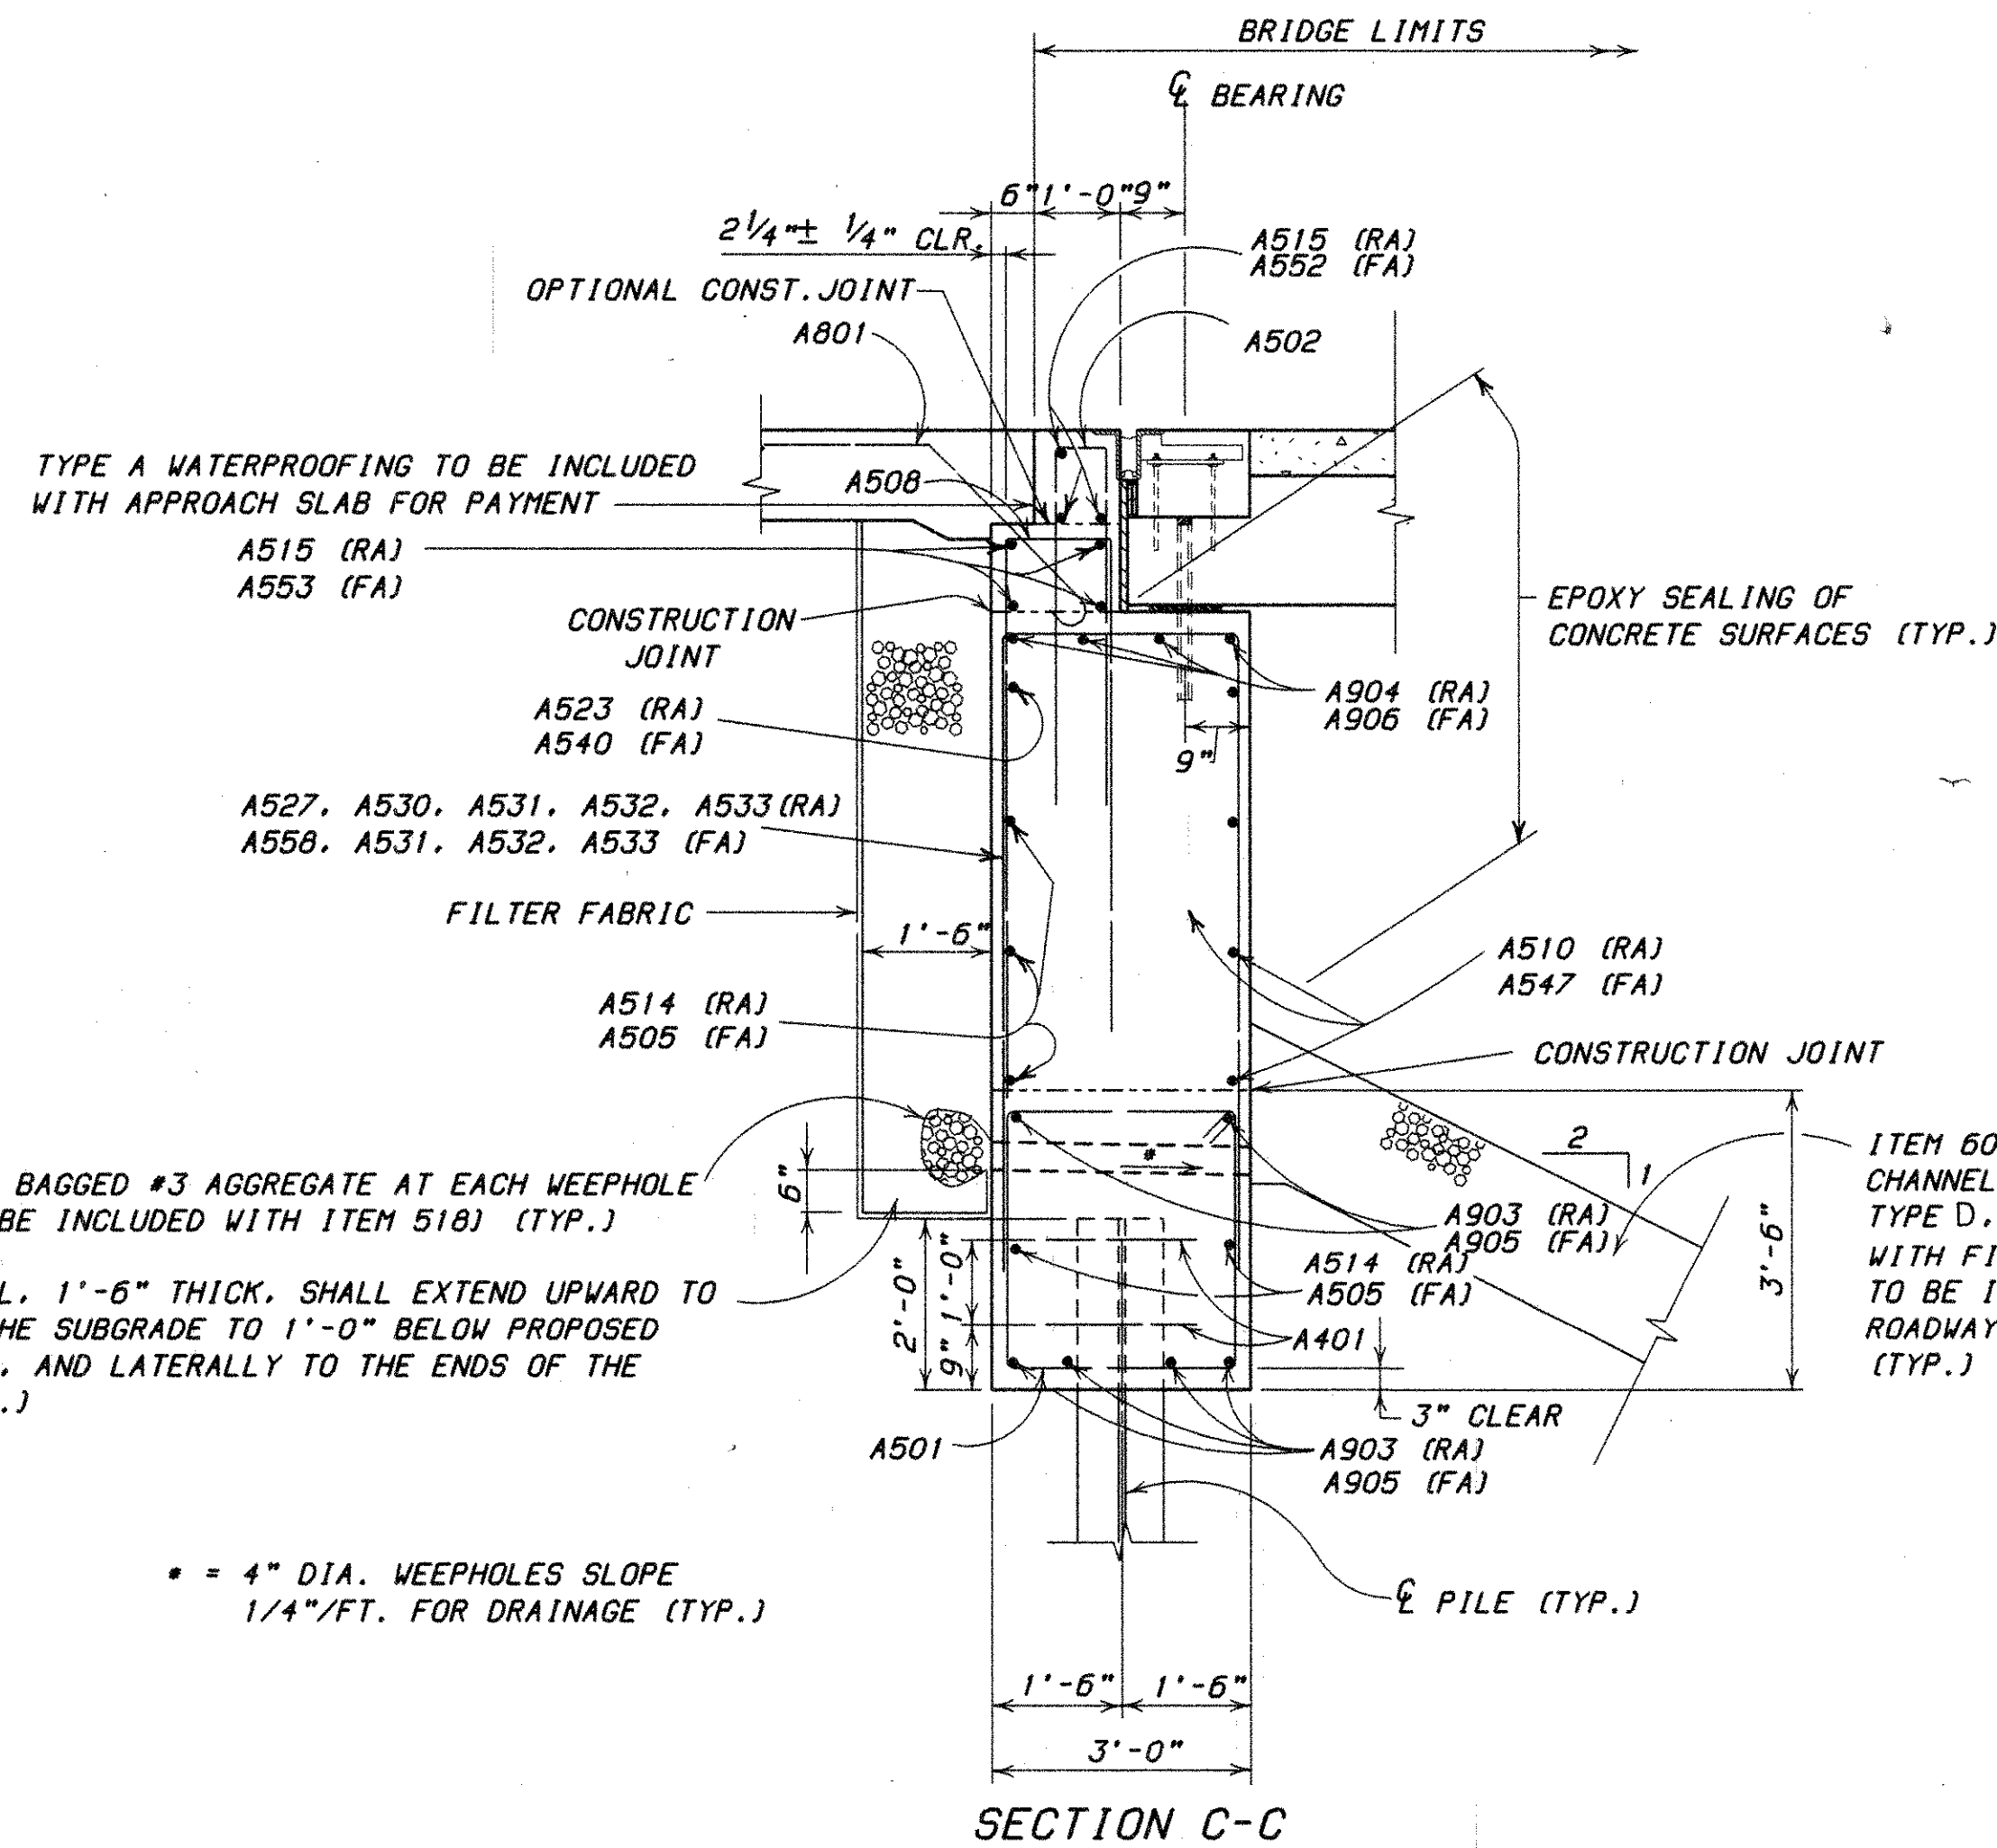 BRIDGE LIMITS
℄ BEARING
6" 1'-0" 9"
2 1/4"± 1/4" CLR.
A515 (RA)
A552 (FA)
OPTIONAL CONST. JOINT
A801
A502
TYPE A WATERPROOFING TO BE INCLUDED
WITH APPROACH SLAB FOR PAYMENT
A508
A515 (RA)
A553 (FA)
CONSTRUCTION
JOINT
EPOXY SEALING OF
CONCRETE SURFACES (TYP.)
A523 (RA)
A540 (FA)
A904 (RA)
A906 (FA)
9"
A527, A530, A531, A532, A533 (RA)
A558, A531, A532, A533 (FA)
FILTER FABRIC
1'-6"
A510 (RA)
A547 (FA)
A514 (RA)
A505 (FA)
CONSTRUCTION JOINT
2
1
BAGGED #3 AGGREGATE AT EACH WEEPHOLE
BE INCLUDED WITH ITEM 518) (TYP.)
6"
*
A903 (RA)
A905 (FA)
A514 (RA)
A505 (FA)
3'-6"
ITEM 60
CHANNEL
TYPE D,
WITH FI
TO BE I
ROADWAY
(TYP.)
L, 1'-6" THICK, SHALL EXTEND UPWARD TO
HE SUBGRADE TO 1'-0" BELOW PROPOSED
, AND LATERALLY TO THE ENDS OF THE
.)
2'-0"
1'-0"
9"
A401
3" CLEAR
A501
A903 (RA)
A905 (FA)
* = 4" DIA. WEEPHOLES SLOPE
1/4"/FT. FOR DRAINAGE (TYP.)
℄ PILE (TYP.)
1'-6" 1'-6"
3'-0"
SECTION C-C